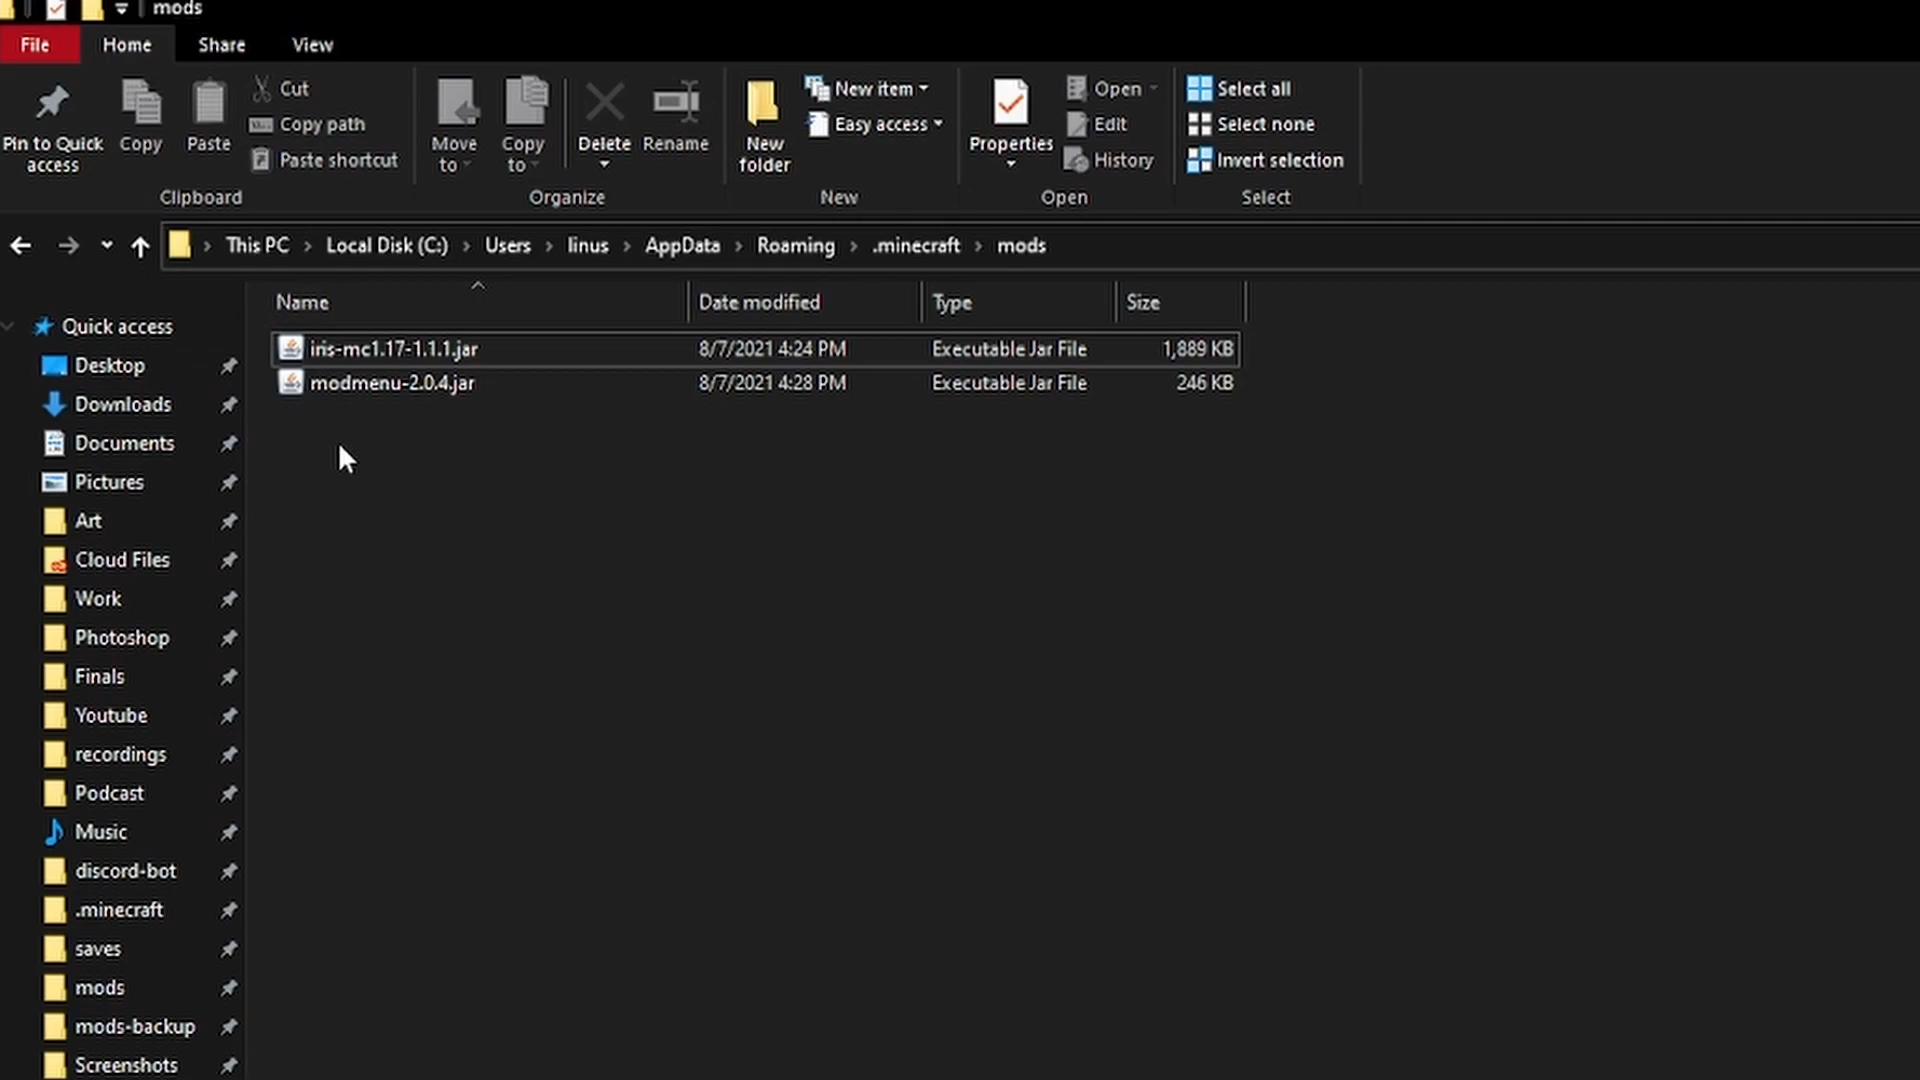 mods
File Home Share View
Pin to Quick access
Copy
Paste
Cut
Copy path
Paste shortcut
Clipboard
Move to
Copy to
Delete
Rename
Organize
New folder
New item
Easy access
New
Properties
Open
Edit
History
Open
Select all
Select none
Invert selection
Select
This PC › Local Disk (C:) › Users › linus › AppData › Roaming › .minecraft › mods
Name Date modified Type Size
iris-mc1.17-1.1.1.jar 8/7/2021 4:24 PM Executable Jar File 1,889 KB
modmenu-2.0.4.jar 8/7/2021 4:28 PM Executable Jar File 246 KB
Quick access
Desktop
Downloads
Documents
Pictures
Art
Cloud Files
Work
Photoshop
Finals
Youtube
recordings
Podcast
Music
discord-bot
.minecraft
saves
mods
mods-backup
Screenshots